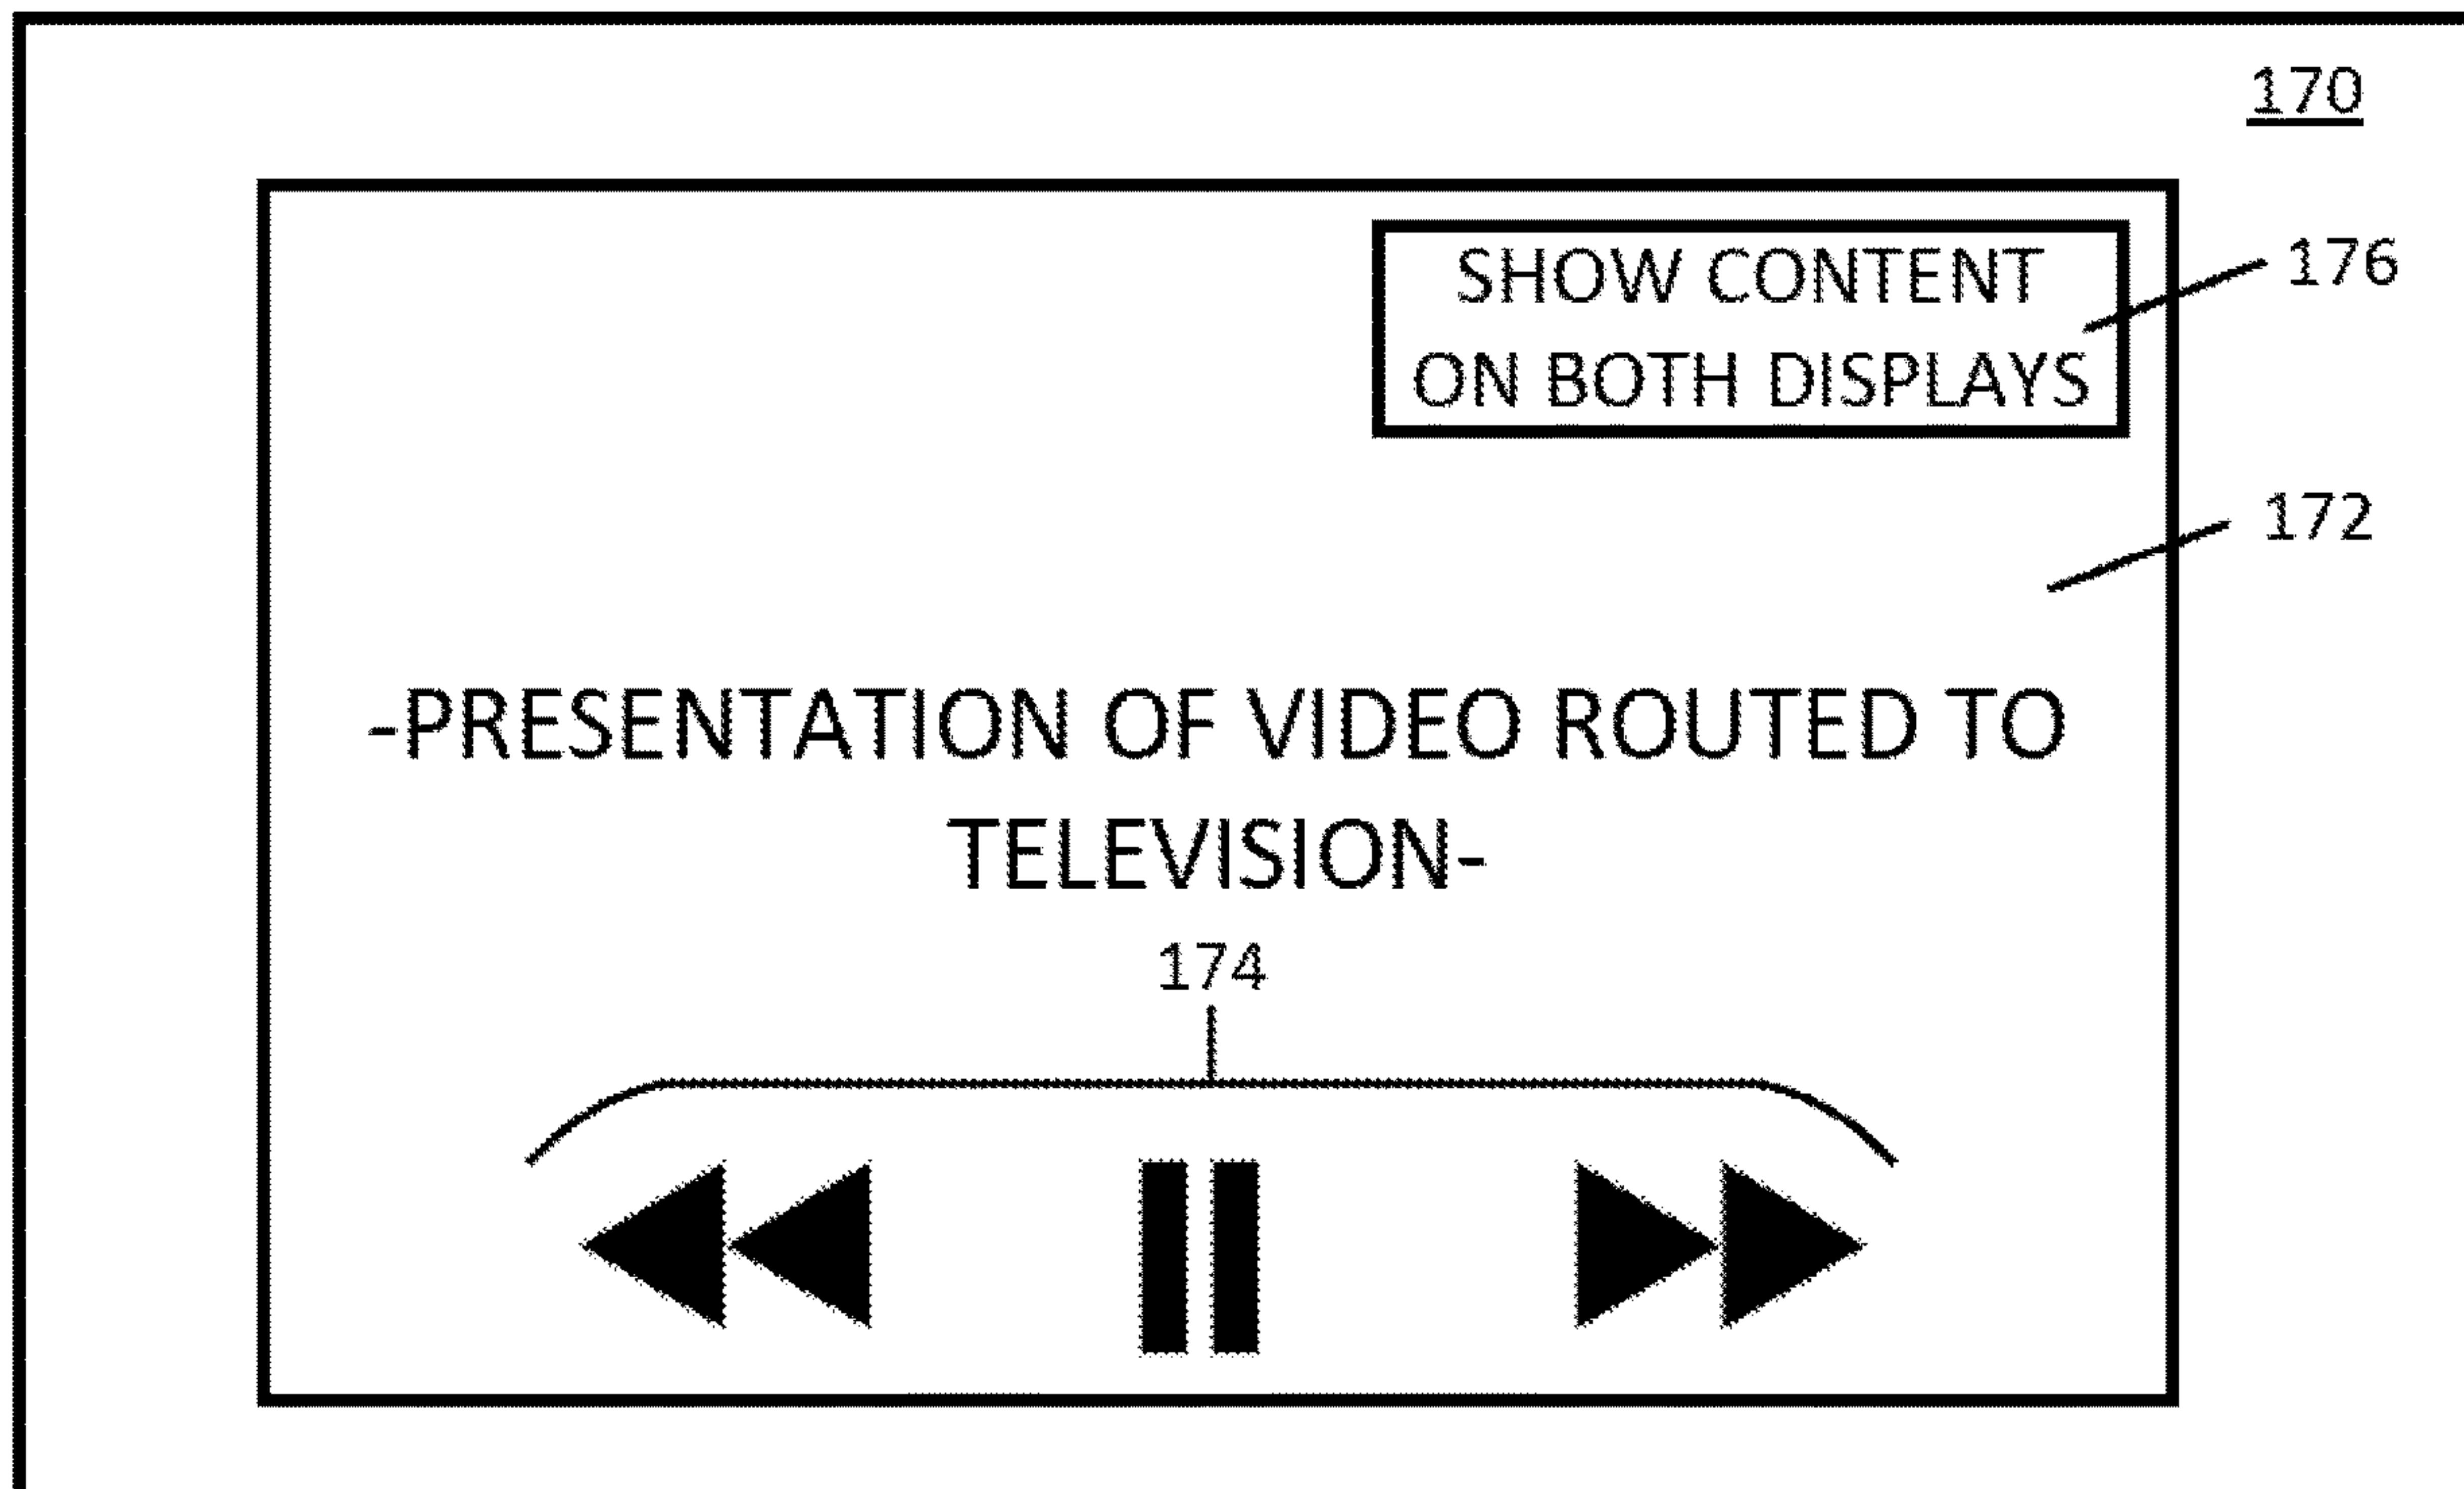 170
SHOW CONTENT
ON BOTH DISPLAYS
176
172
-PRESENTATION OF VIDEO ROUTED TO
TELEVISION-
174